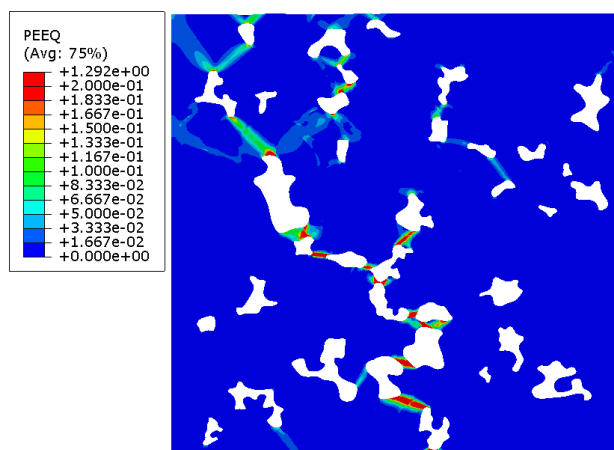 PEEQ
(Avg: 75%)
+1.292e+00
+2.000e-01
+1.833e-01
+1.667e-01
+1.500e-01
+1.333e-01
+1.167e-01
+1.000e-01
+8.333e-02
+6.667e-02
+5.000e-02
+3.333e-02
+1.667e-02
+0.000e+00